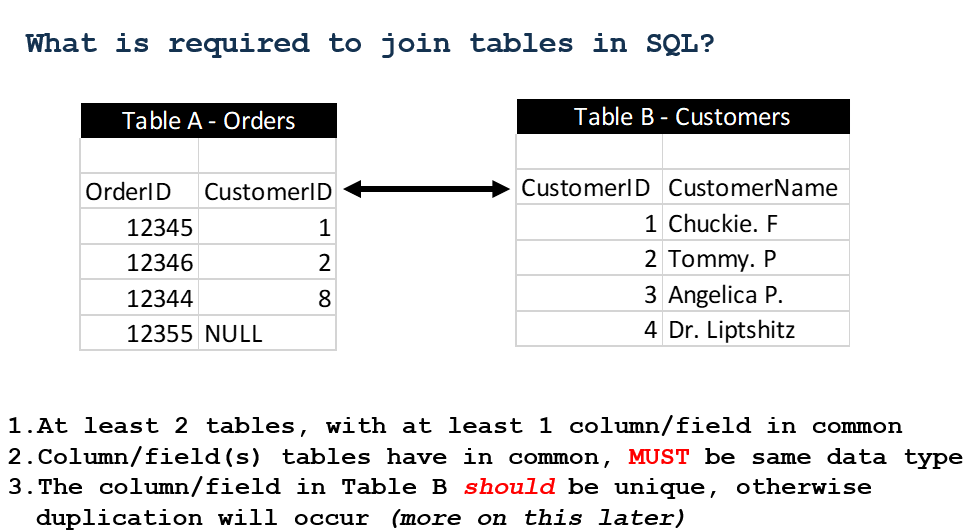 What is required to join tables in SQL?
Table A - Orders
OrderID CustomerID
12345 1
12346 2
12344 8
12355 NULL
Table B - Customers
CustomerID CustomerName
1 Chuckie. F
2 Tommy. P
3 Angelica P.
4 Dr. Liptshitz
1.At least 2 tables, with at least 1 column/field in common
2.Column/field(s) tables have in common, MUST be same data type
3.The column/field in Table B should be unique, otherwise
duplication will occur (more on this later)